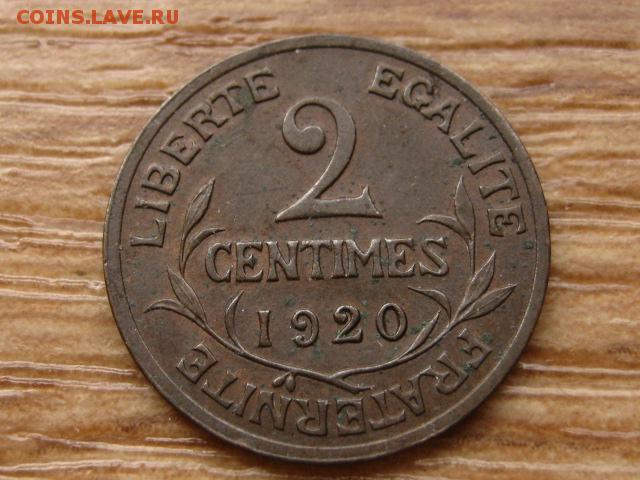 COINS.LAVE.RU
LIBERTE EGALITE
2
CENTIMES
1920
FRATERNITE